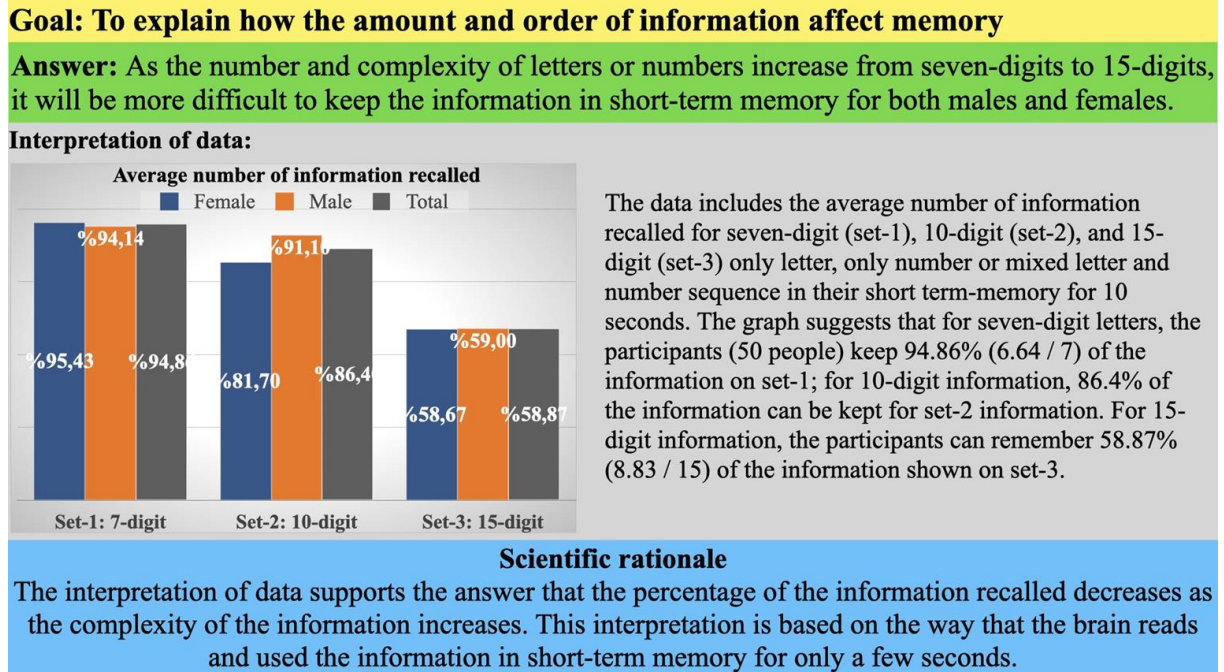 Goal: To explain how the amount and order of information affect memory
Answer: As the number and complexity of letters or numbers increase from seven-digits to 15-digits,
it will be more difficult to keep the information in short-term memory for both males and females.
Interpretation of data:
Average number of information recalled
Female Male Total
%95,43 %94,14 %94,8
%81,70 %91,1 %86,4
%58,67 %59,00 %58,87
Set-1: 7-digit Set-2: 10-digit Set-3: 15-digit
The data includes the average number of information
recalled for seven-digit (set-1), 10-digit (set-2), and 15-
digit (set-3) only letter, only number or mixed letter and
number sequence in their short term-memory for 10
seconds. The graph suggests that for seven-digit letters, the
participants (50 people) keep 94.86% (6.64 / 7) of the
information on set-1; for 10-digit information, 86.4% of
the information can be kept for set-2 information. For 15-
digit information, the participants can remember 58.87%
(8.83 / 15) of the information shown on set-3.
Scientific rationale
The interpretation of data supports the answer that the percentage of the information recalled decreases as
the complexity of the information increases. This interpretation is based on the way that the brain reads
and used the information in short-term memory for only a few seconds.